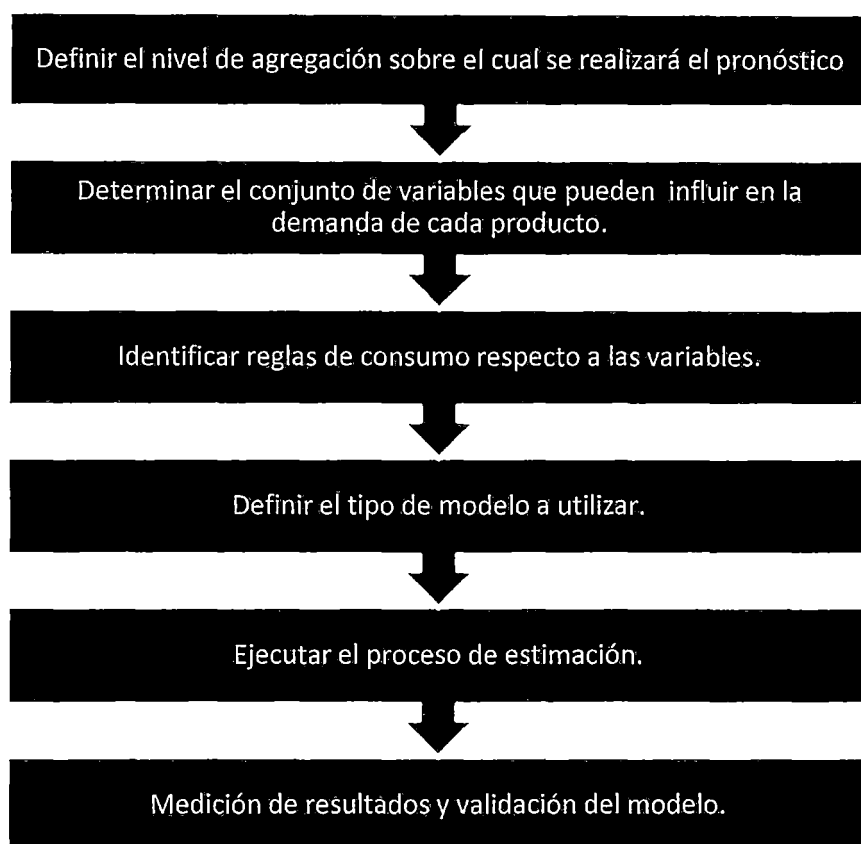 Definir el nivel de agregación sobre el cual se realizará el pronóstico
Determinar el conjunto de variables que pueden influir en la
demanda de cada producto.
Identificar reglas de consumo respecto a las variables.
Definir el tipo de modelo a utilizar.
Ejecutar el proceso de estimación.
Medición de resultados y validación del modelo.